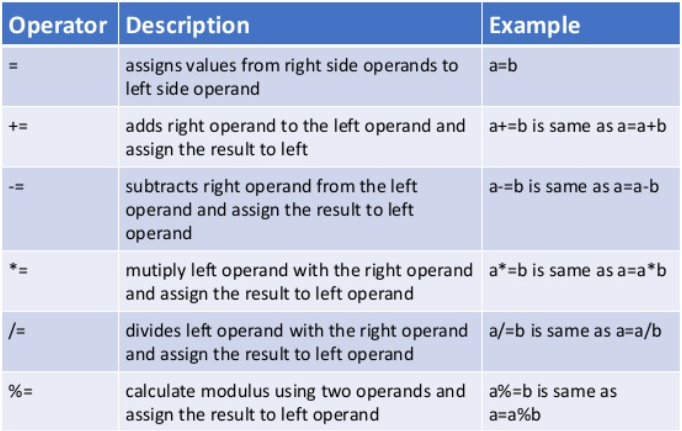 Operator Description Example
= assigns values from right side operands to a=b
left side operand
+= adds right operand to the left operand and a+=b is same as a=a+b
assign the result to left
-= subtracts right operand from the left a-=b is same as a=a-b
operand and assign the result to left
operand
*= mutiply left operand with the right operand a*=b is same as a=a*b
and assign the result to left operand
/= divides left operand with the right operand a/=b is same as a=a/b
and assign the result to left operand
%= calculate modulus using two operands and a%=b is same as
assign the result to left operand a=a%b